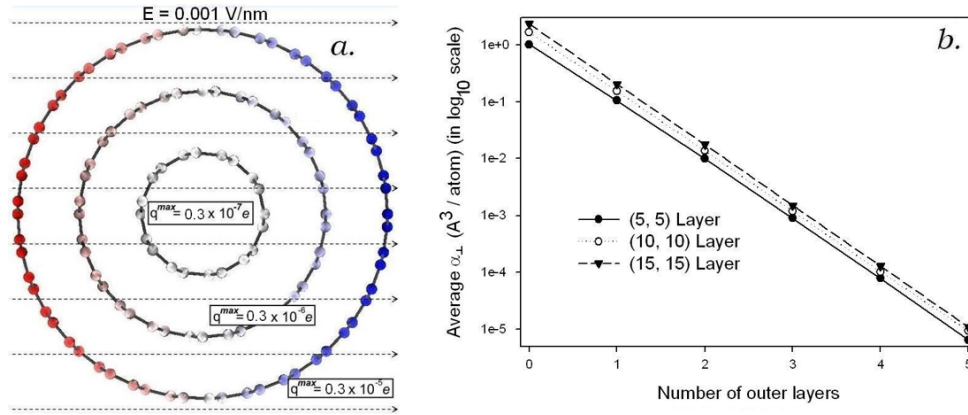 E = 0.001 V/nm
a.
q^max = 0.3 x 10^-7 e
q^max = 0.3 x 10^-6 e
q^max = 0.3 x 10^-5 e
b.
Average α⊥ (A^3 / atom) (in log10 scale)
1e+0
1e-1
1e-2
1e-3
1e-4
1e-5
(5, 5) Layer
(10, 10) Layer
(15, 15) Layer
0 1 2 3 4 5
Number of outer layers